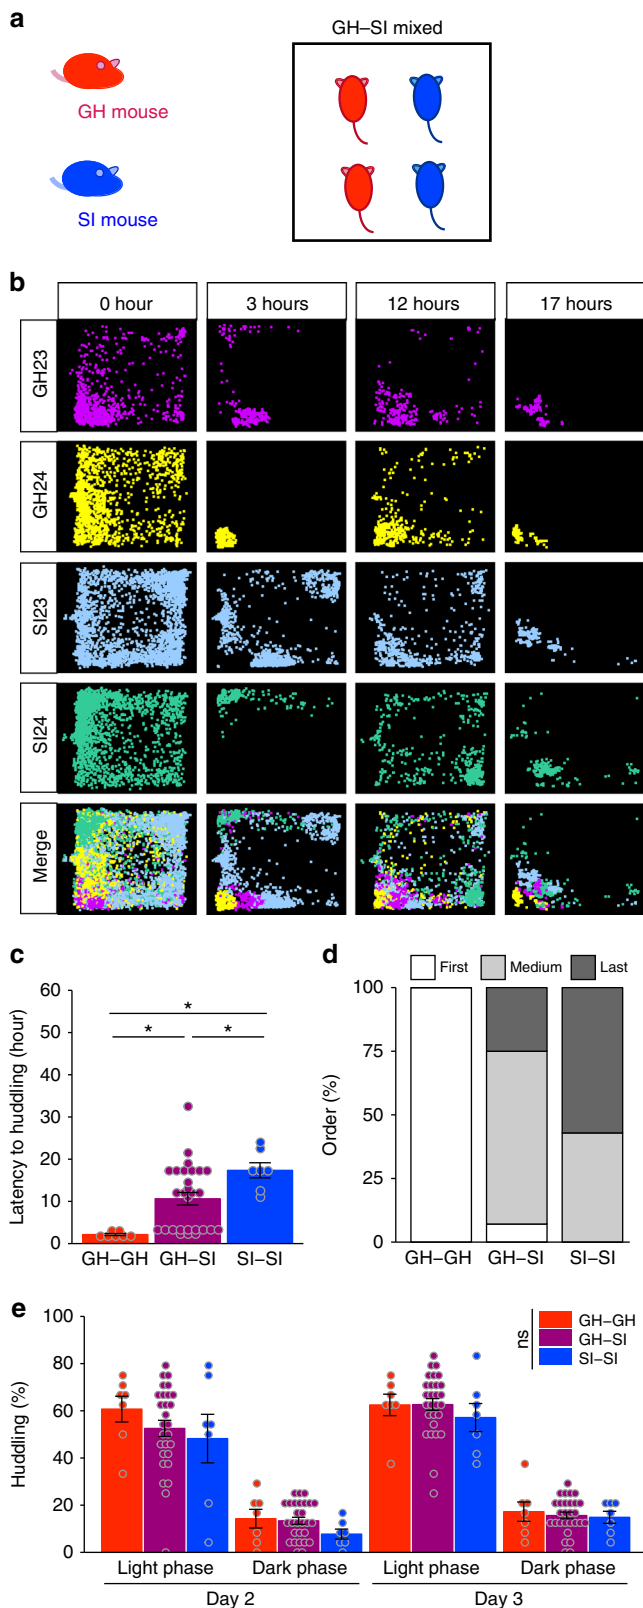 a
GH–SI mixed
GH mouse
SI mouse
b
0 hour 3 hours 12 hours 17 hours
GH23
GH24
SI23
SI24
Merge
c
Latency to huddling (hour)
60
50
40
30
20
10
0
* * *
GH–GH GH–SI SI–SI
d
First Medium Last
Order (%)
100
75
50
25
0
GH–GH GH–SI SI–SI
e
Huddling (%)
100
80
60
40
20
0
ns
GH–GH
GH–SI
SI–SI
Light phase Dark phase Light phase Dark phase
Day 2 Day 3